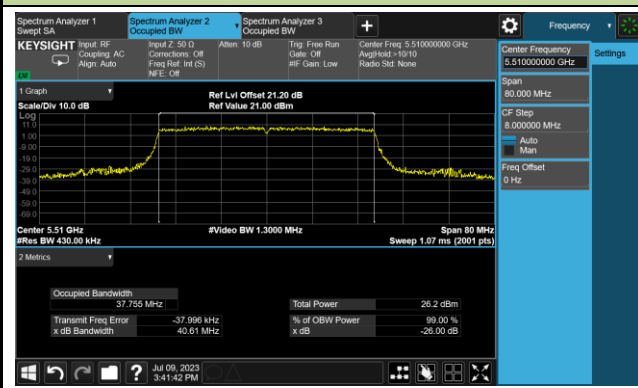 Spectrum Analyzer 1
Swept SA
Spectrum Analyzer 2
Occupied BW
Spectrum Analyzer 3
Occupied BW
Frequency
KEYSIGHT
Input: RF
Coupling: AC
Align: Auto
Input Z: 50 Ω
Corrections: Off
Freq Ref: Int (S)
NFE: Off
Atten: 10 dB
Trig: Free Run
Gate: Off
#IF Gain: Low
Center Freq: 5.510000000 GHz
Avg|Hold:>10/10
Radio Std: None
1 Graph
Scale/Div 10.0 dB
Ref Lvl Offset 21.20 dB
Ref Value 21.00 dBm
Log
11.0
1.00
-9.00
-19.0
-29.0
-39.0
-49.0
-59.0
-69.0
Center 5.51 GHz
#Res BW 430.00 kHz
#Video BW 1.3000 MHz
Span 80 MHz
Sweep 1.07 ms (2001 pts)
2 Metrics
Occupied Bandwidth
37.755 MHz
Transmit Freq Error -37.996 kHz
x dB Bandwidth 40.61 MHz
Total Power 26.2 dBm
% of OBW Power 99.00 %
x dB -26.00 dB
Center Frequency
5.510000000 GHz
Span
80.000 MHz
CF Step
8.000000 MHz
Auto
Man
Freq Offset
0 Hz
Settings
?
Jul 09, 2023
3:41:42 PM